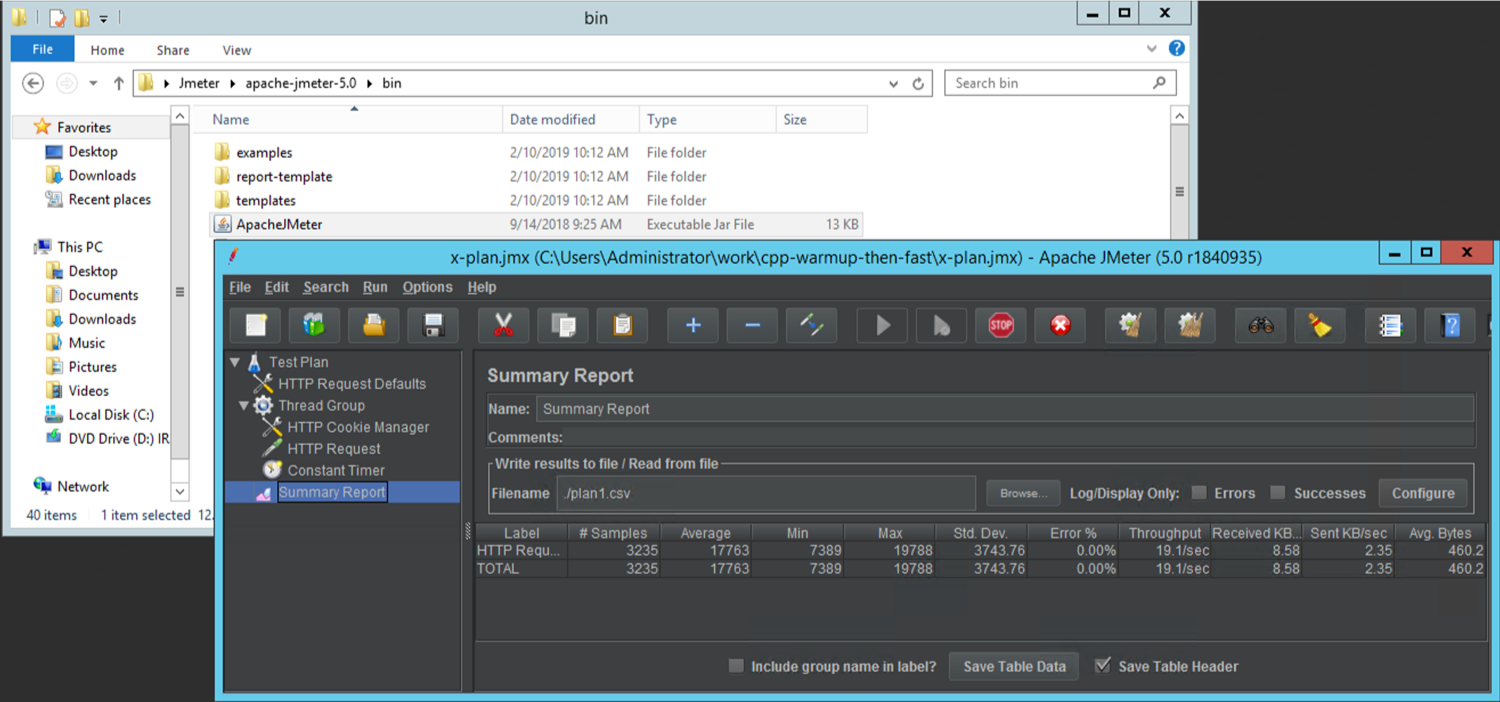 bin
File Home Share View
Jmeter apache-jmeter-5.0 bin Search bin
Name Date modified Type Size
Favorites
Desktop
Downloads
Recent places
This PC
Desktop
Documents
Downloads
Music
Pictures
Videos
Local Disk (C:)
DVD Drive (D:) IR
Network
examples 2/10/2019 10:12 AM File folder
report-template 2/10/2019 10:12 AM File folder
templates 2/10/2019 10:12 AM File folder
ApacheJMeter 9/14/2018 9:25 AM Executable Jar File 13 KB
40 items 1 item selected 12.
x-plan.jmx (C:\Users\Administrator\work\cpp-warmup-then-fast\x-plan.jmx) - Apache JMeter (5.0 r1840935)
File Edit Search Run Options Help
STOP
Test Plan
HTTP Request Defaults
Thread Group
HTTP Cookie Manager
HTTP Request
Constant Timer
Summary Report
Summary Report
Name: Summary Report
Comments:
Write results to file / Read from file
Filename ./plan1.csv Browse... Log/Display Only: Errors Successes Configure
Label # Samples Average Min Max Std. Dev. Error % Throughput Received KB... Sent KB/sec Avg. Bytes
HTTP Requ... 3235 17763 7389 19788 3743.76 0.00% 19.1/sec 8.58 2.35 460.2
TOTAL 3235 17763 7389 19788 3743.76 0.00% 19.1/sec 8.58 2.35 460.2
Include group name in label? Save Table Data Save Table Header